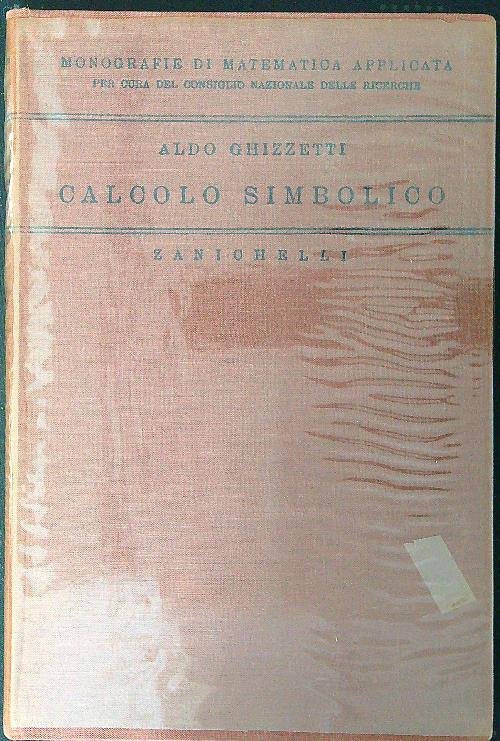 MONOGRAFIE DI MATEMATICA APPLICATA
PER CURA DEL CONSIGLIO NAZIONALE DELLE RICERCHE
ALDO GHIZZETTI
CALCOLO SIMBOLICO
ZANICHELLI